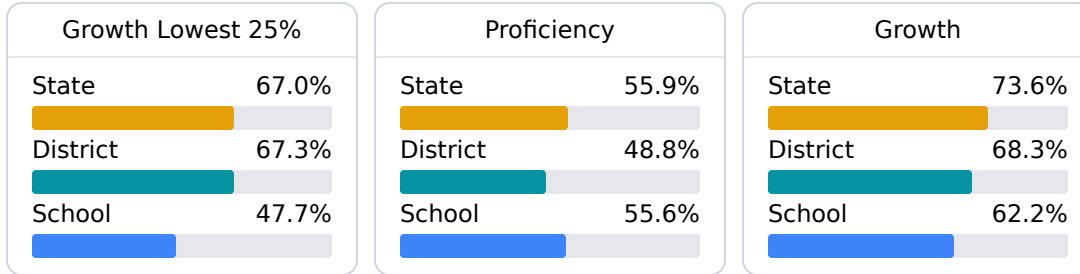 Growth Lowest 25%
State 67.0%
District 67.3%
School 47.7%
Proficiency
State 55.9%
District 48.8%
School 55.6%
Growth
State 73.6%
District 68.3%
School 62.2%